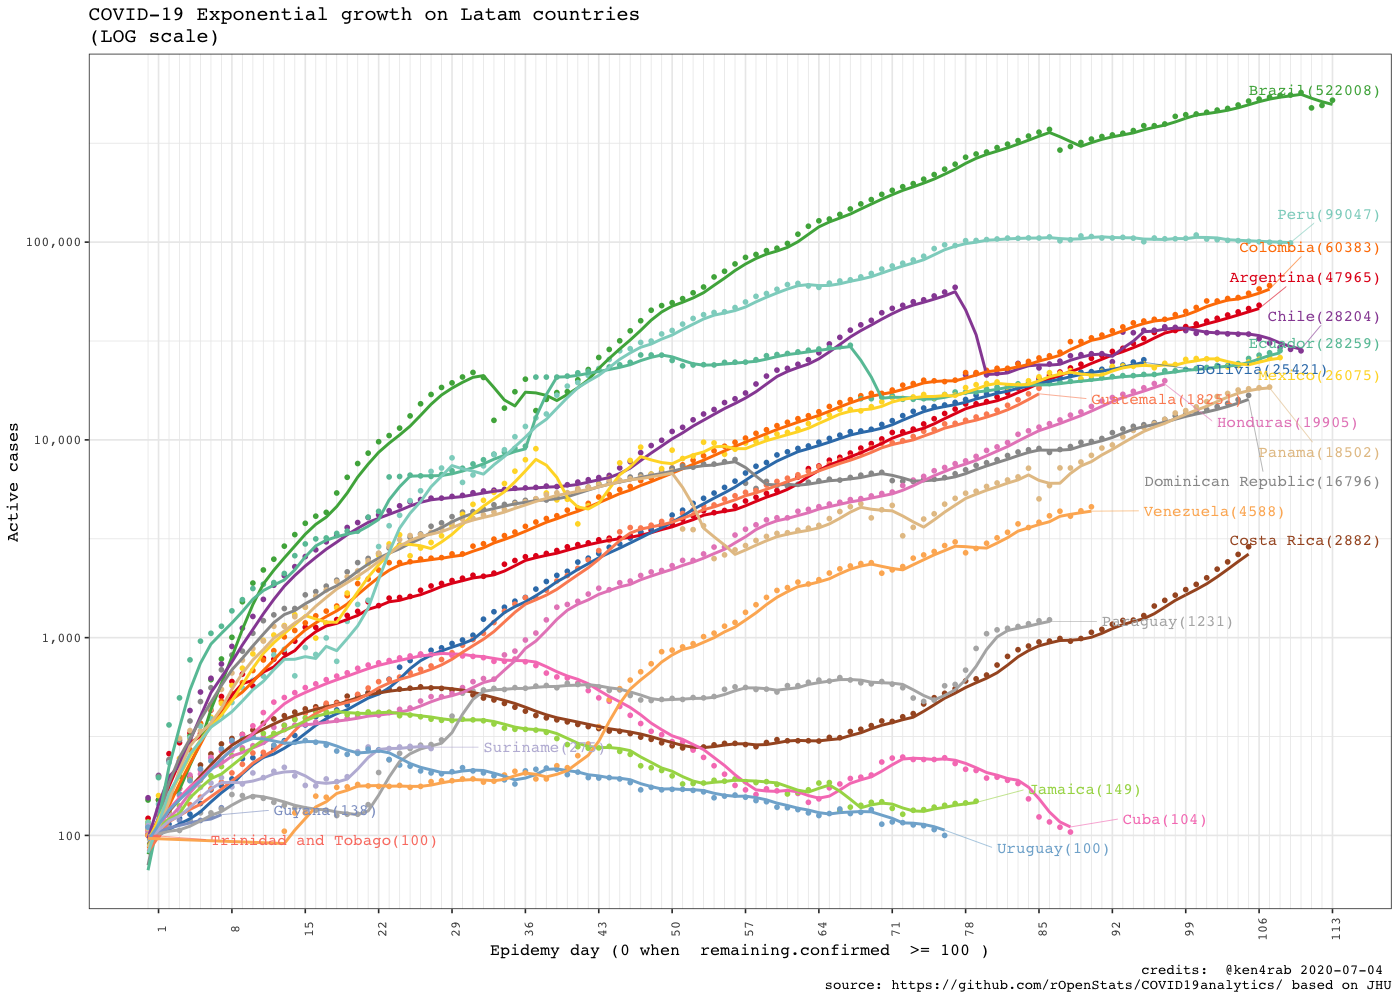 COVID-19 Exponential growth on Latam countries
(LOG scale)
Active cases
100,000
10,000
1,000
100
Brazil(522008)
Peru(99047)
Colombia(60383)
Argentina(47965)
Chile(28204)
Ecuador(28259)
Bolivia(25421)
Mexico(26075)
Guatemala(1825
Honduras(19905)
Panama(18502)
Dominican Republic(16796)
Venezuela(4588)
Costa Rica(2882)
Paraguay(1231)
Suriname(27
Jamaica(149)
Guyana(138)
Cuba(104)
Trinidad and Tobago(100)
Uruguay(100)
1 8 15 22 29 36 43 50 57 64 71 78 85 92 99 106 113
Epidemy day (0 when  remaining.confirmed  >= 100 )
credits:  @ken4rab 2020-07-04
source: https://github.com/rOpenStats/COVID19analytics/ based on JHU